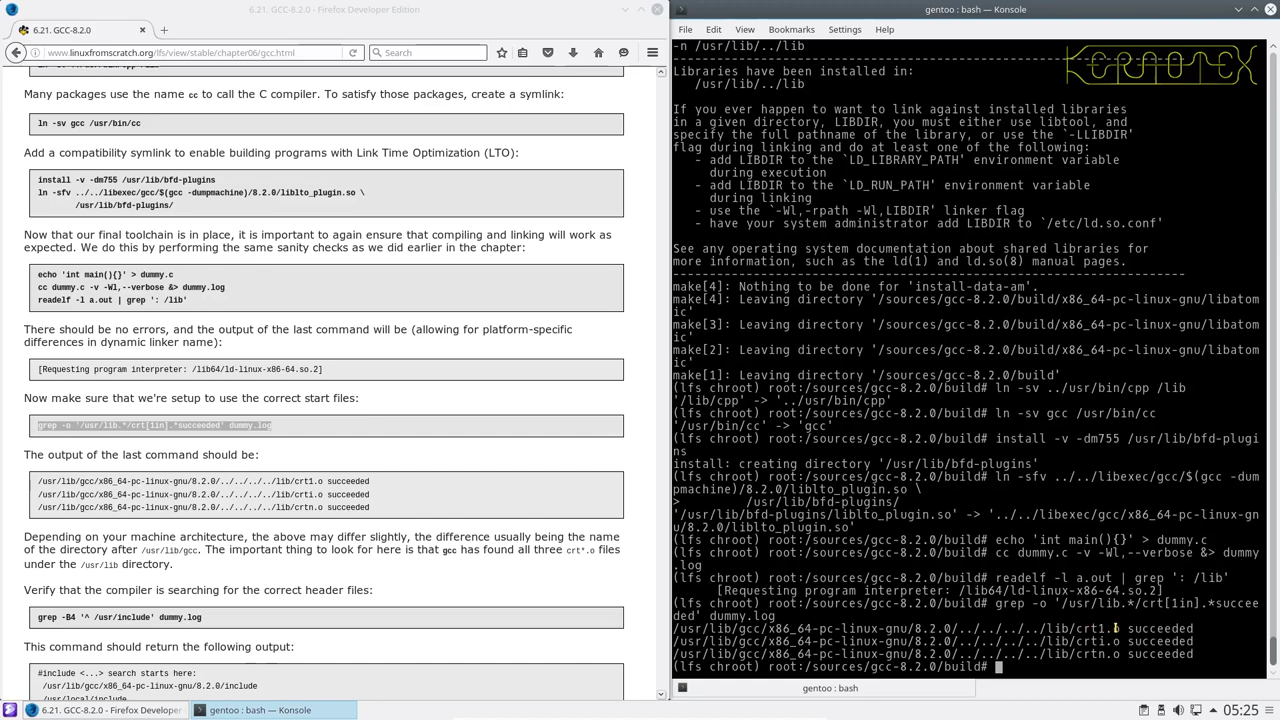 6.21. GCC-8.2.0 - Firefox Developer Edition
6.21. GCC-8.2.0
www.linuxfromscratch.org/lfs/view/stable/chapter06/gcc.html
Search
Many packages use the name cc to call the C compiler. To satisfy those packages, create a symlink:
ln -sv gcc /usr/bin/cc
Add a compatibility symlink to enable building programs with Link Time Optimization (LTO):
install -v -dm755 /usr/lib/bfd-plugins
ln -sfv ../../libexec/gcc/$(gcc -dumpmachine)/8.2.0/liblto_plugin.so \
/usr/lib/bfd-plugins/
Now that our final toolchain is in place, it is important to again ensure that compiling and linking will work as
expected. We do this by performing the same sanity checks as we did earlier in the chapter:
echo 'int main(){}' > dummy.c
cc dummy.c -v -Wl,--verbose &> dummy.log
readelf -l a.out | grep ': /lib'
There should be no errors, and the output of the last command will be (allowing for platform-specific
differences in dynamic linker name):
[Requesting program interpreter: /lib64/ld-linux-x86-64.so.2]
Now make sure that we're setup to use the correct start files:
grep -o '/usr/lib.*/crt[1in].*succeeded' dummy.log
The output of the last command should be:
/usr/lib/gcc/x86_64-pc-linux-gnu/8.2.0/../../../../lib/crt1.o succeeded
/usr/lib/gcc/x86_64-pc-linux-gnu/8.2.0/../../../../lib/crti.o succeeded
/usr/lib/gcc/x86_64-pc-linux-gnu/8.2.0/../../../../lib/crtn.o succeeded
Depending on your machine architecture, the above may differ slightly, the difference usually being the name
of the directory after /usr/lib/gcc. The important thing to look for here is that gcc has found all three crt*.o files
under the /usr/lib directory.
Verify that the compiler is searching for the correct header files:
grep -B4 '^ /usr/include' dummy.log
This command should return the following output:
#include <...> search starts here:
/usr/lib/gcc/x86_64-pc-linux-gnu/8.2.0/include
/usr/local/include
gentoo : bash — Konsole
File Edit View Bookmarks Settings Help
-n /usr/lib/../lib
----------------------------------------------------------------------
Libraries have been installed in:
/usr/lib/../lib
If you ever happen to want to link against installed libraries
in a given directory, LIBDIR, you must either use libtool, and
specify the full pathname of the library, or use the `-LLIBDIR'
flag during linking and do at least one of the following:
- add LIBDIR to the `LD_LIBRARY_PATH' environment variable
during execution
- add LIBDIR to the `LD_RUN_PATH' environment variable
during linking
- use the `-Wl,-rpath -Wl,LIBDIR' linker flag
- have your system administrator add LIBDIR to `/etc/ld.so.conf'
See any operating system documentation about shared libraries for
more information, such as the ld(1) and ld.so(8) manual pages.
----------------------------------------------------------------------
make[4]: Nothing to be done for 'install-data-am'.
make[4]: Leaving directory '/sources/gcc-8.2.0/build/x86_64-pc-linux-gnu/libatom
ic'
make[3]: Leaving directory '/sources/gcc-8.2.0/build/x86_64-pc-linux-gnu/libatom
ic'
make[2]: Leaving directory '/sources/gcc-8.2.0/build/x86_64-pc-linux-gnu/libatom
ic'
make[1]: Leaving directory '/sources/gcc-8.2.0/build'
(lfs chroot) root:/sources/gcc-8.2.0/build# ln -sv ../usr/bin/cpp /lib
'/lib/cpp' -> '../usr/bin/cpp'
(lfs chroot) root:/sources/gcc-8.2.0/build# ln -sv gcc /usr/bin/cc
'/usr/bin/cc' -> 'gcc'
(lfs chroot) root:/sources/gcc-8.2.0/build# install -v -dm755 /usr/lib/bfd-plugi
ns
install: creating directory '/usr/lib/bfd-plugins'
(lfs chroot) root:/sources/gcc-8.2.0/build# ln -sfv ../../libexec/gcc/$(gcc -dum
pmachine)/8.2.0/liblto_plugin.so \
> /usr/lib/bfd-plugins/
'/usr/lib/bfd-plugins/liblto_plugin.so' -> '../../libexec/gcc/x86_64-pc-linux-gn
u/8.2.0/liblto_plugin.so'
(lfs chroot) root:/sources/gcc-8.2.0/build# echo 'int main(){}' > dummy.c
(lfs chroot) root:/sources/gcc-8.2.0/build# cc dummy.c -v -Wl,--verbose &> dummy
.log
(lfs chroot) root:/sources/gcc-8.2.0/build# readelf -l a.out | grep ': /lib'
[Requesting program interpreter: /lib64/ld-linux-x86-64.so.2]
(lfs chroot) root:/sources/gcc-8.2.0/build# grep -o '/usr/lib.*/crt[1in].*succee
ded' dummy.log
/usr/lib/gcc/x86_64-pc-linux-gnu/8.2.0/../../../../lib/crt1.o succeeded
/usr/lib/gcc/x86_64-pc-linux-gnu/8.2.0/../../../../lib/crti.o succeeded
/usr/lib/gcc/x86_64-pc-linux-gnu/8.2.0/../../../../lib/crtn.o succeeded
(lfs chroot) root:/sources/gcc-8.2.0/build#
gentoo : bash
6.21. GCC-8.2.0 - Firefox Developer
gentoo : bash — Konsole
05:25